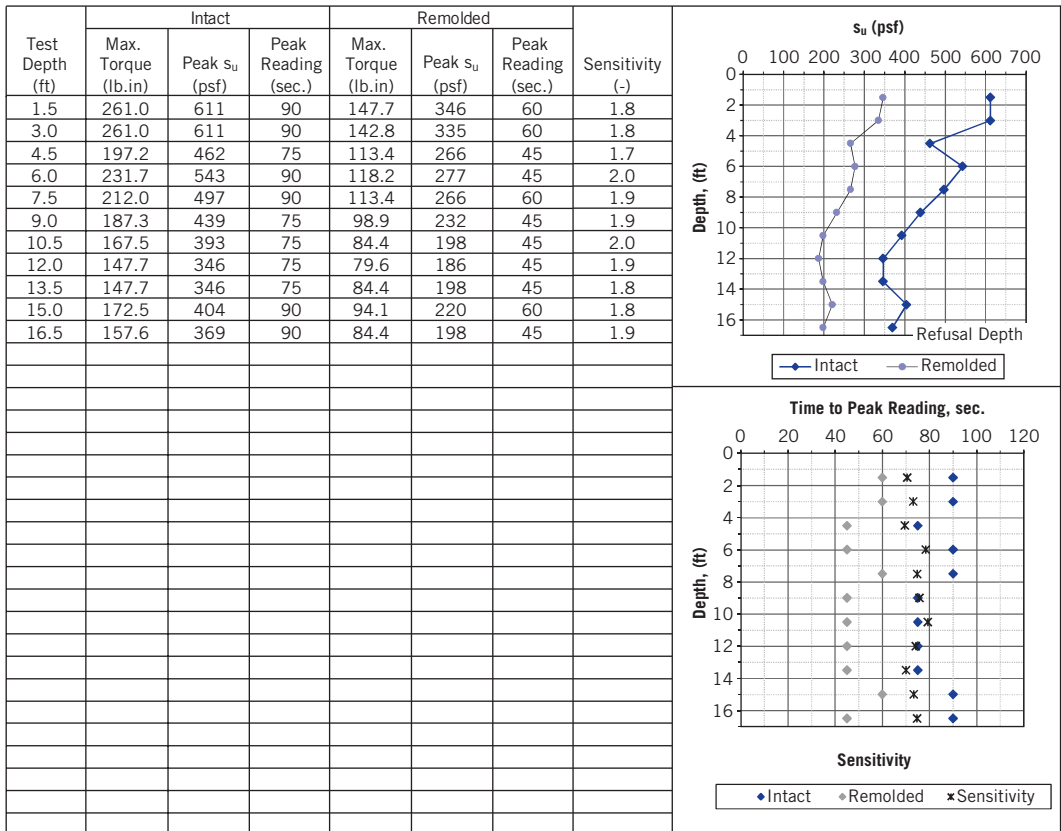 Intact Remolded
Test Depth (ft) Max. Torque (lb.in) Peak su (psf) Peak Reading (sec.) Max. Torque (lb.in) Peak su (psf) Peak Reading (sec.) Sensitivity (-)
1.5 261.0 611 90 147.7 346 60 1.8
3.0 261.0 611 90 142.8 335 60 1.8
4.5 197.2 462 75 113.4 266 45 1.7
6.0 231.7 543 90 118.2 277 45 2.0
7.5 212.0 497 90 113.4 266 60 1.9
9.0 187.3 439 75 98.9 232 45 1.9
10.5 167.5 393 75 84.4 198 45 2.0
12.0 147.7 346 75 79.6 186 45 1.9
13.5 147.7 346 75 84.4 198 45 1.8
15.0 172.5 404 90 94.1 220 60 1.8
16.5 157.6 369 90 84.4 198 45 1.9
su (psf)
0 100 200 300 400 500 600 700
0
2
4
6
8
10
12
14
16
Depth, (ft)
Refusal Depth
Intact Remolded
Time to Peak Reading, sec.
0 20 40 60 80 100 120
0
2
4
6
8
10
12
14
16
Depth, (ft)
Sensitivity
Intact Remolded Sensitivity